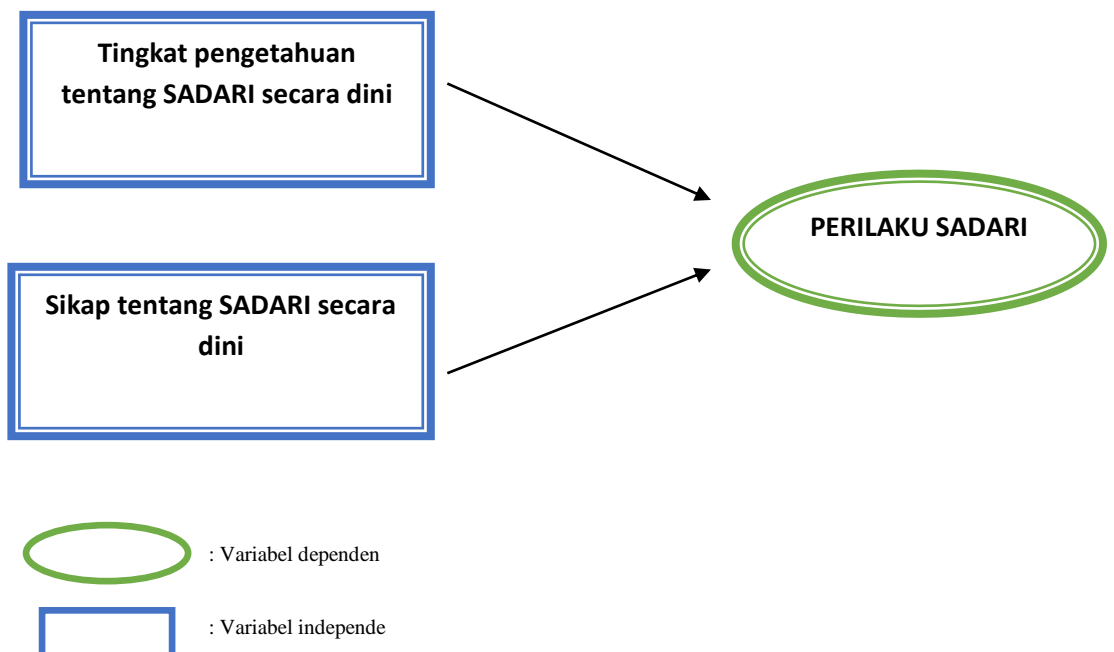 Tingkat pengetahuan
tentang SADARI secara dini
PERILAKU SADARI
Sikap tentang SADARI secara
dini
: Variabel dependen
: Variabel independe